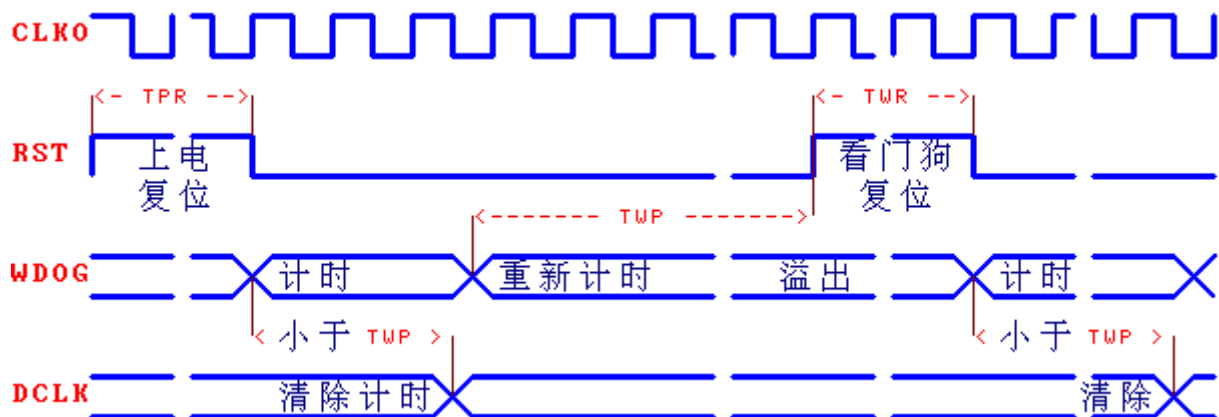 CLKO
<- TPR --> <- TWR -->
RST 上电 看门狗
复位 复位
<------ TWP ------->
WDOG 计时 重新计时 溢出 计时
< 小于 TWP > < 小于 TWP >
DCLK 清除计时 清除